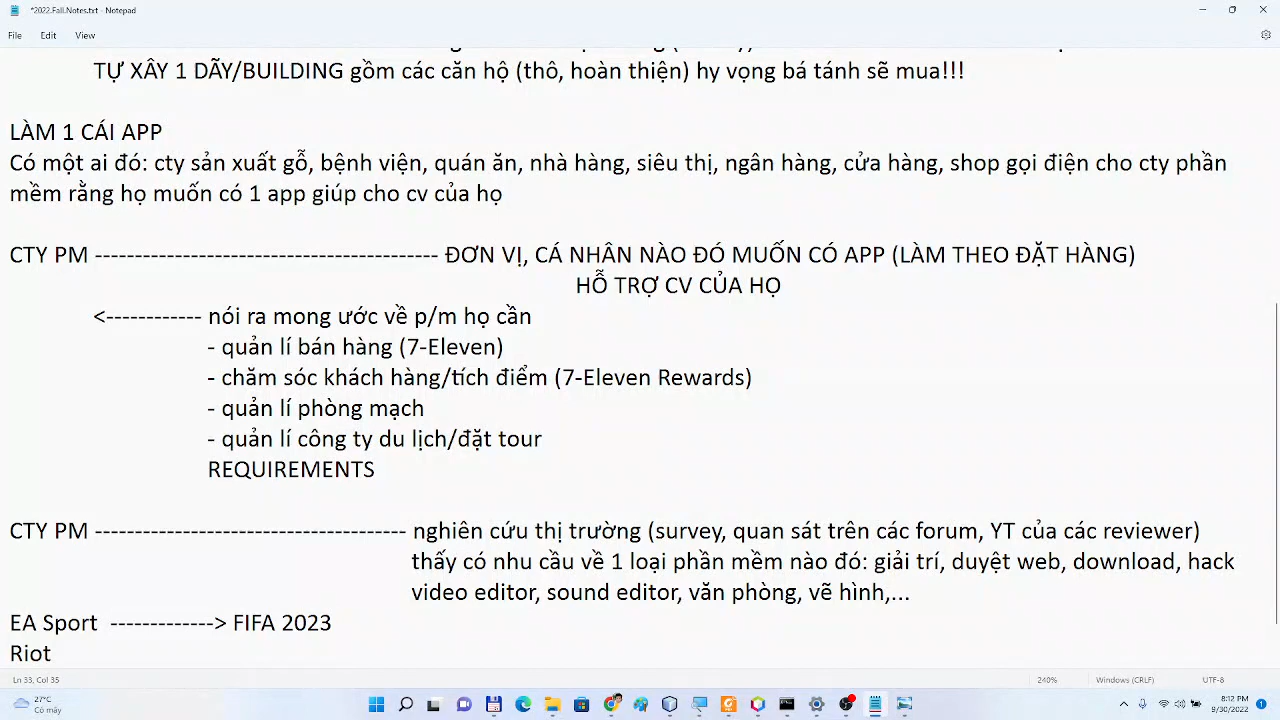 *2022.Fall.Notes.txt - Notepad
File Edit View
TỰ XÂY 1 DÃY/BUILDING gồm các căn hộ (thô, hoàn thiện) hy vọng bá tánh sẽ mua!!!
LÀM 1 CÁI APP
Có một ai đó: cty sản xuất gỗ, bệnh viện, quán ăn, nhà hàng, siêu thị, ngân hàng, cửa hàng, shop gọi điện cho cty phần
mềm rằng họ muốn có 1 app giúp cho cv của họ
CTY PM ------------------------------------------- ĐƠN VỊ, CÁ NHÂN NÀO ĐÓ MUỐN CÓ APP (LÀM THEO ĐẶT HÀNG)
HỖ TRỢ CV CỦA HỌ
<------------ nói ra mong ước về p/m họ cần
- quản lí bán hàng (7-Eleven)
- chăm sóc khách hàng/tích điểm (7-Eleven Rewards)
- quản lí phòng mạch
- quản lí công ty du lịch/đặt tour
REQUIREMENTS
CTY PM --------------------------------------- nghiên cứu thị trường (survey, quan sát trên các forum, YT của các reviewer)
thấy có nhu cầu về 1 loại phần mềm nào đó: giải trí, duyệt web, download, hack
video editor, sound editor, văn phòng, vẽ hình,...
EA Sport -------------> FIFA 2023
Riot
Ln 33, Col 35 240% Windows (CRLF) UTF-8
27°C 8:12 PM
Có mây 9/30/2022